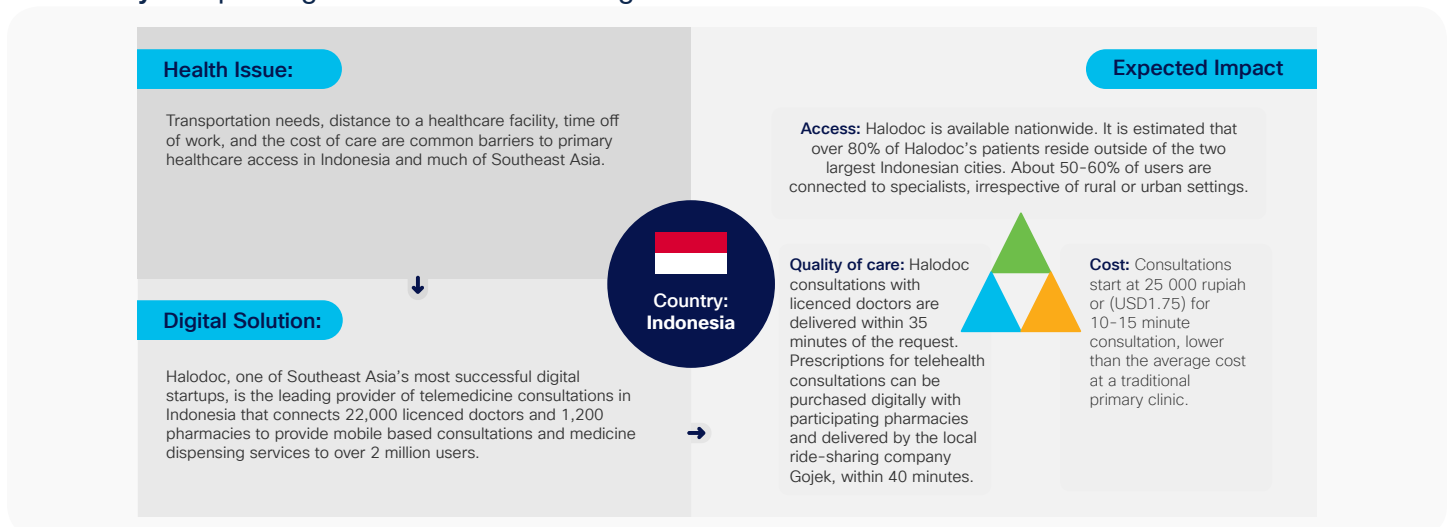 Health Issue:
Transportation needs, distance to a healthcare facility, time off
of work, and the cost of care are common barriers to primary
healthcare access in Indonesia and much of Southeast Asia.
Digital Solution:
Halodoc, one of Southeast Asia's most successful digital
startups, is the leading provider of telemedicine consultations in
Indonesia that connects 22,000 licenced doctors and 1,200
pharmacies to provide mobile based consultations and medicine
dispensing services to over 2 million users.
Country:
Indonesia
Expected Impact
Access: Halodoc is available nationwide. It is estimated that
over 80% of Halodoc's patients reside outside of the two
largest Indonesian cities. About 50-60% of users are
connected to specialists, irrespective of rural or urban settings.
Quality of care: Halodoc
consultations with
licenced doctors are
delivered within 35
minutes of the request.
Prescriptions for telehealth
consultations can be
purchased digitally with
participating pharmacies
and delivered by the local
ride-sharing company
Gojek, within 40 minutes.
Cost: Consultations
start at 25 000 rupiah
or (USD1.75) for
10-15 minute
consultation, lower
than the average cost
at a traditional
primary clinic.